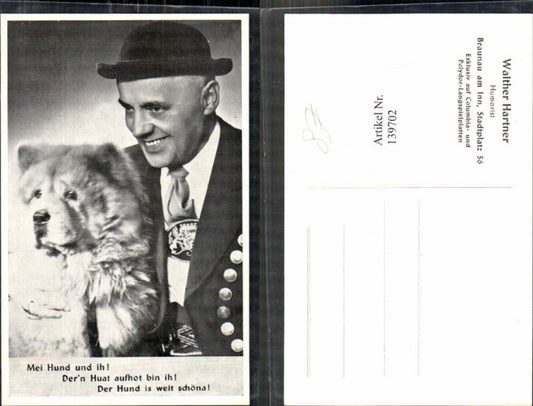 Mei Hund und ih!
Der'n Huat aufhot bin ih!
Der Hund is weit schöna!
Walther Hartner
Humorist
Braunau am Inn, Stadtplatz 56
Exklusiv auf Columbia- und
Polydor-Langspielplatten
Artikel Nr.
139702